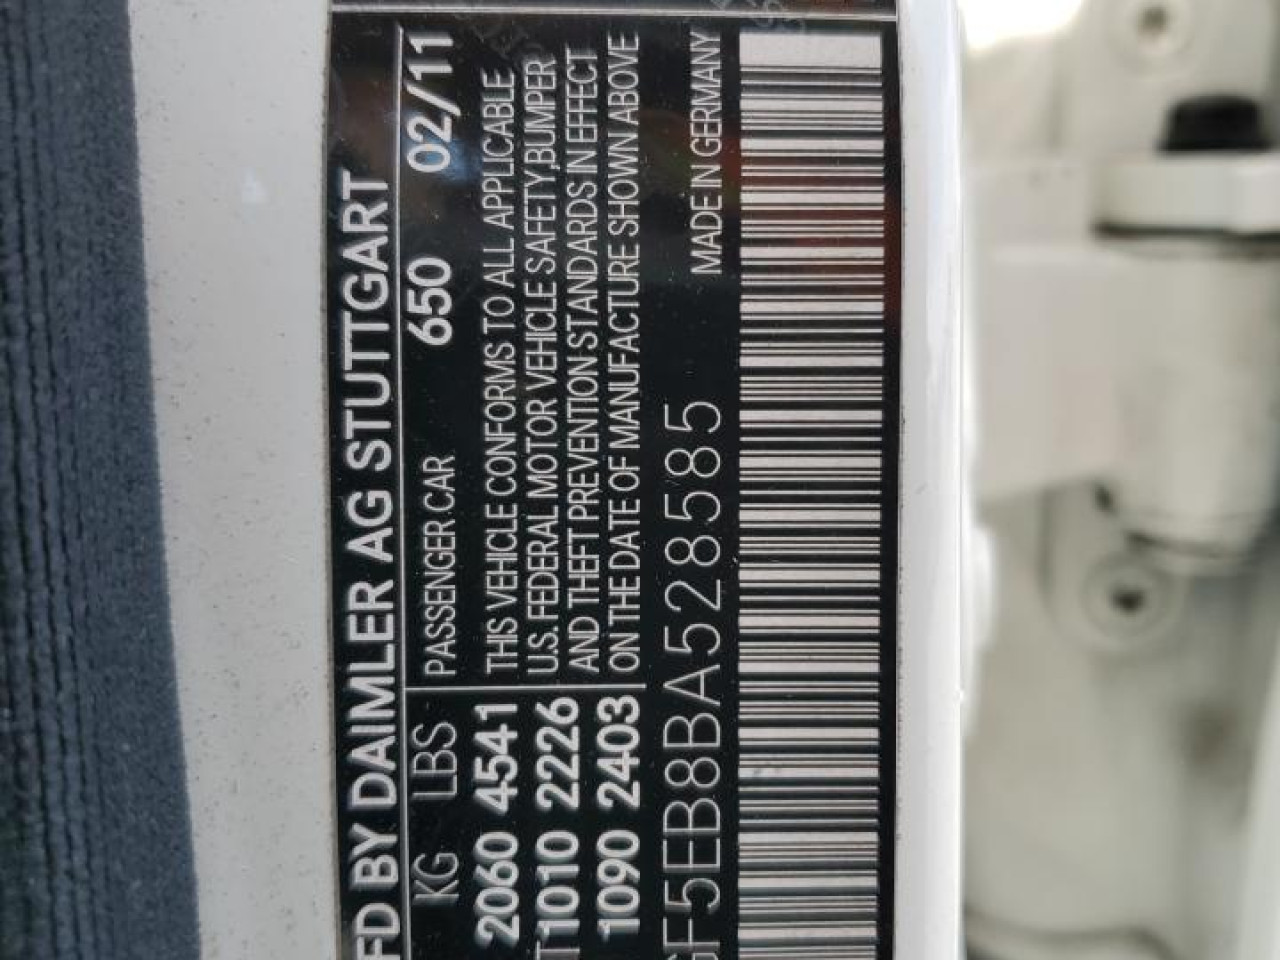 FD BY DAIMLER AG STUTTGART
KG LBS PASSENGER CAR 650 02/11
2060 4541 THIS VEHICLE CONFORMS TO ALL APPLICABLE
T1010 2226 U.S. FEDERAL MOTOR VEHICLE SAFETY,BUMPER
1090 2403 AND THEFT PREVENTION STANDARDS IN EFFECT
ON THE DATE OF MANUFACTURE SHOWN ABOVE
GF5EB8BA528585 MADE IN GERMANY